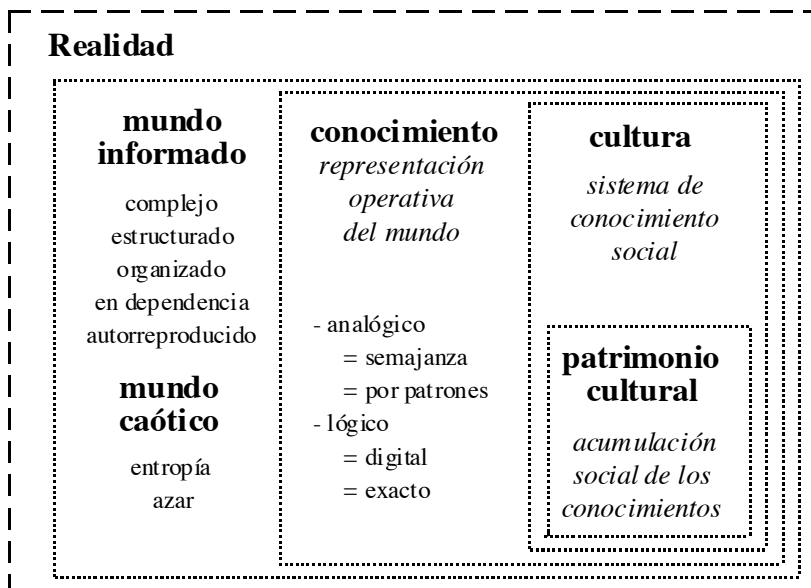 Realidad
mundo
informado
complejo
estructurado
organizado
en dependencia
autorreproducido
mundo
caótico
entropía
azar
conocimiento
representación
operativa
del mundo
- analógico
= semajanza
= por patrones
- lógico
= digital
= exacto
cultura
sistema de
conocimiento
social
patrimonio
cultural
acumulación
social de los
conocimientos